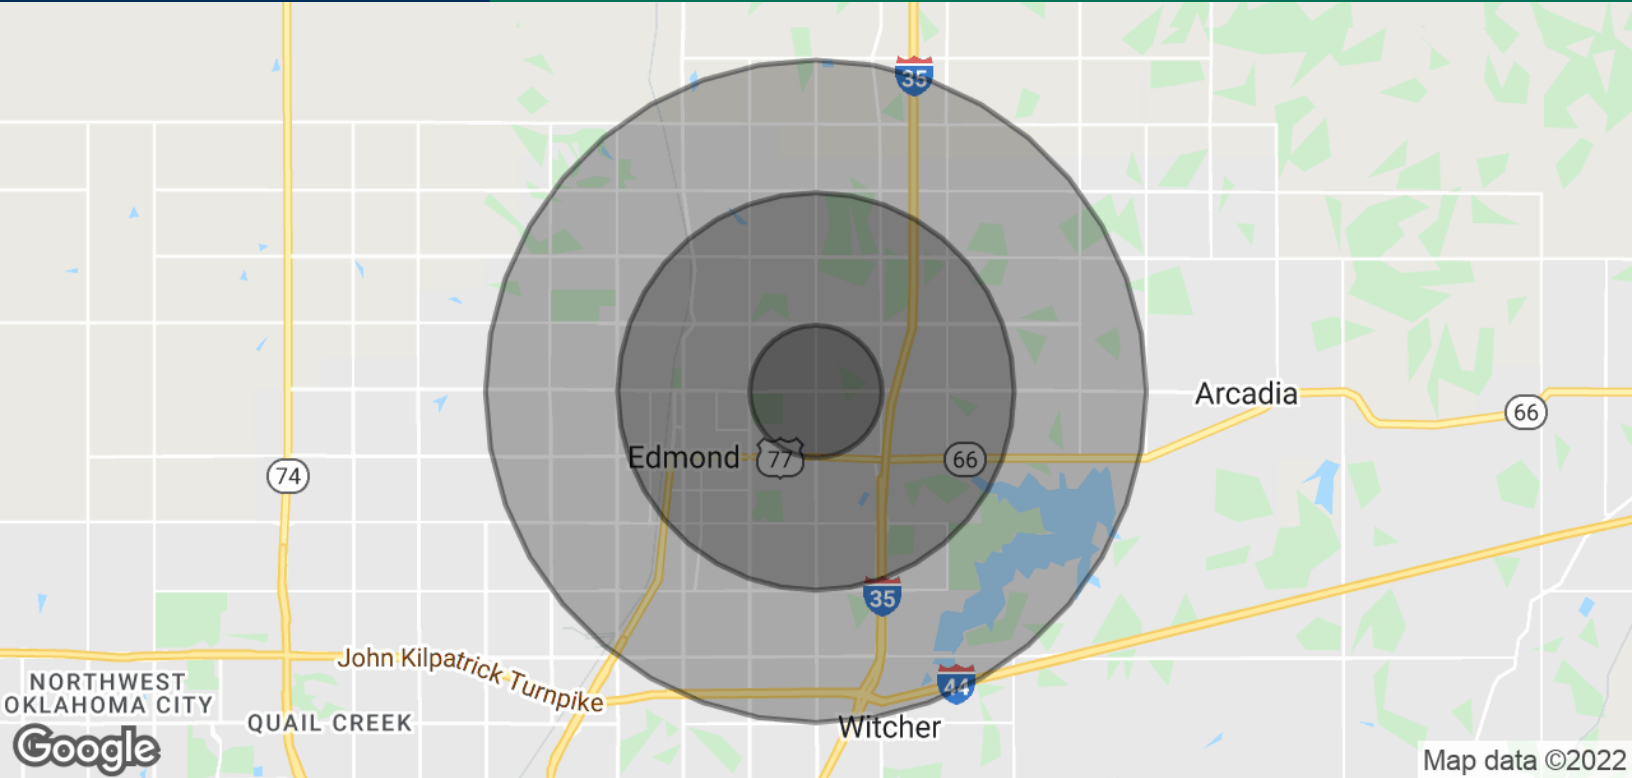 35
Arcadia
66
Edmond
77
66
74
35
John Kilpatrick Turnpike
44
NORTHWEST
OKLAHOMA CITY
QUAIL CREEK
Witcher
Google
Map data ©2022